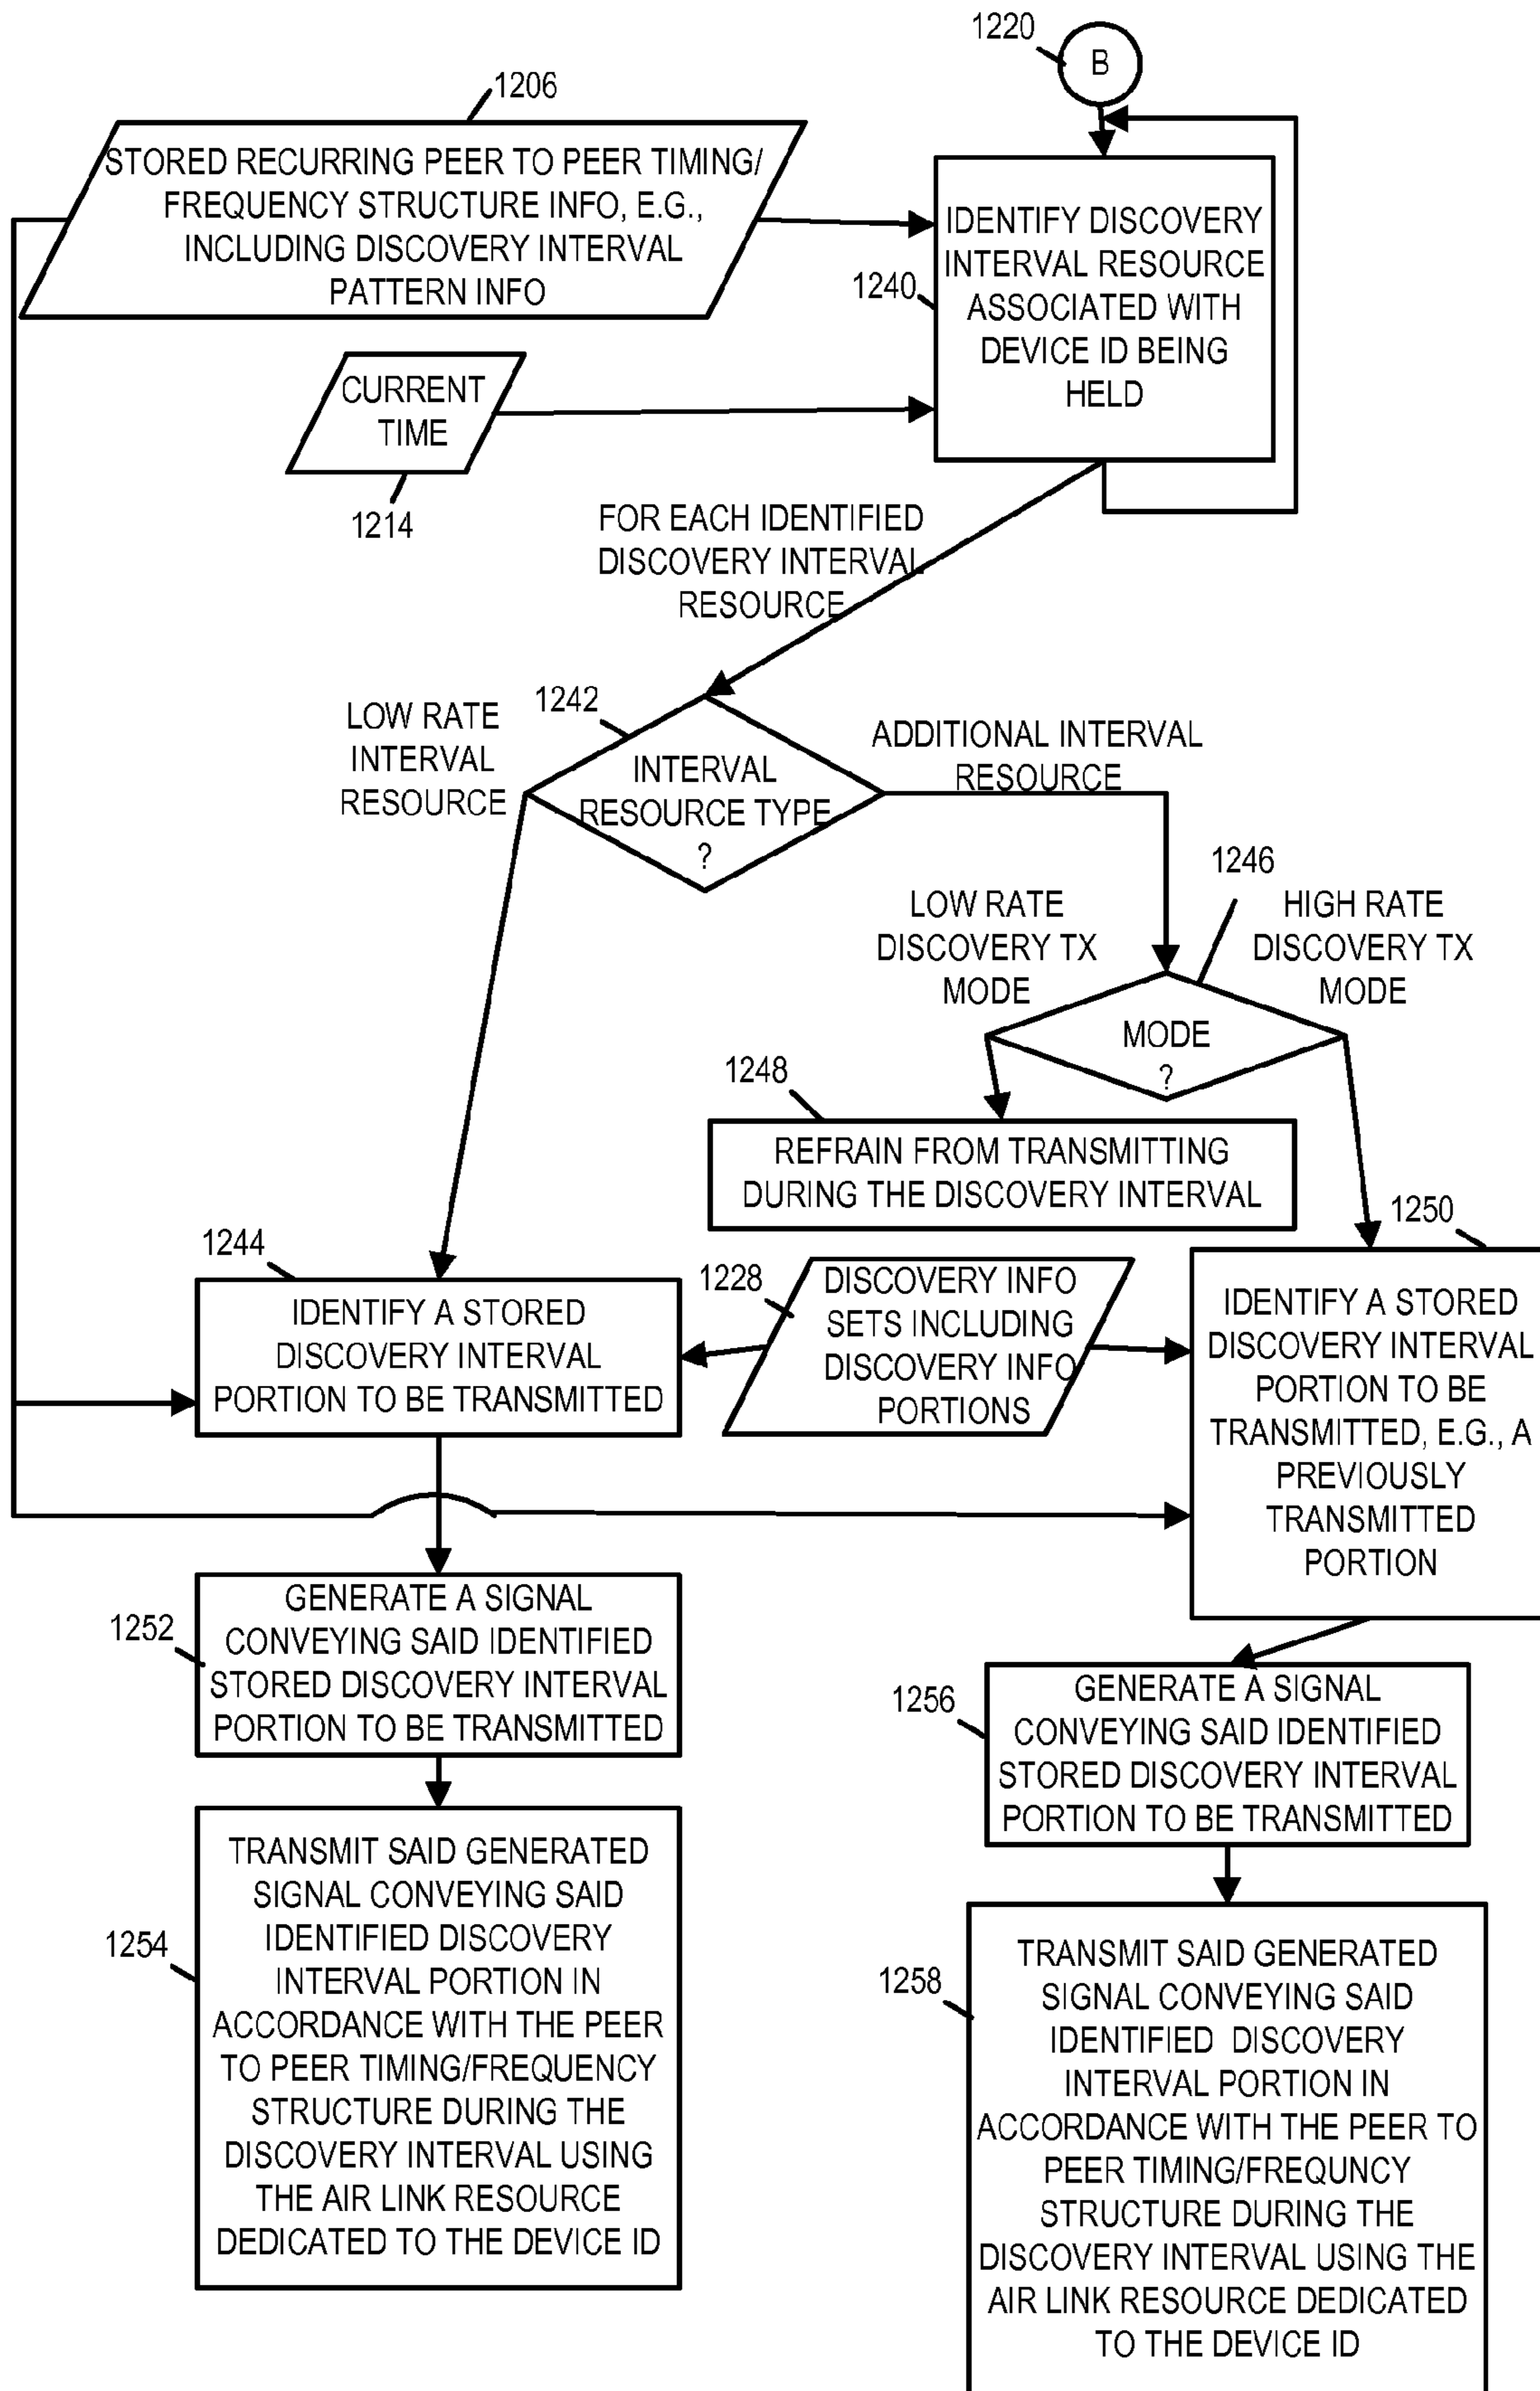 1220
B
1206
STORED RECURRING PEER TO PEER TIMING/
FREQUENCY STRUCTURE INFO, E.G.,
INCLUDING DISCOVERY INTERVAL
PATTERN INFO
IDENTIFY DISCOVERY
INTERVAL RESOURCE
ASSOCIATED WITH
DEVICE ID BEING
HELD
1240
CURRENT
TIME
1214
FOR EACH IDENTIFIED
DISCOVERY INTERVAL
RESOURCE
LOW RATE
INTERVAL
RESOURCE
1242
INTERVAL
RESOURCE TYPE
?
ADDITIONAL INTERVAL
RESOURCE
1246
LOW RATE
DISCOVERY TX
MODE
HIGH RATE
DISCOVERY TX
MODE
MODE
?
1248
REFRAIN FROM TRANSMITTING
DURING THE DISCOVERY INTERVAL
1244
IDENTIFY A STORED
DISCOVERY INTERVAL
PORTION TO BE TRANSMITTED
1228
DISCOVERY INFO
SETS INCLUDING
DISCOVERY INFO
PORTIONS
1250
IDENTIFY A STORED
DISCOVERY INTERVAL
PORTION TO BE
TRANSMITTED, E.G., A
PREVIOUSLY
TRANSMITTED
PORTION
1252
GENERATE A SIGNAL
CONVEYING SAID IDENTIFIED
STORED DISCOVERY INTERVAL
PORTION TO BE TRANSMITTED
1256
GENERATE A SIGNAL
CONVEYING SAID IDENTIFIED
STORED DISCOVERY INTERVAL
PORTION TO BE TRANSMITTED
1254
TRANSMIT SAID GENERATED
SIGNAL CONVEYING SAID
IDENTIFIED DISCOVERY
INTERVAL PORTION IN
ACCORDANCE WITH THE PEER
TO PEER TIMING/FREQUENCY
STRUCTURE DURING THE
DISCOVERY INTERVAL USING
THE AIR LINK RESOURCE
DEDICATED TO THE DEVICE ID
1258
TRANSMIT SAID GENERATED
SIGNAL CONVEYING SAID
IDENTIFIED DISCOVERY
INTERVAL PORTION IN
ACCORDANCE WITH THE PEER TO
PEER TIMING/FREQUNCY
STRUCTURE DURING THE
DISCOVERY INTERVAL USING THE
AIR LINK RESOURCE DEDICATED
TO THE DEVICE ID